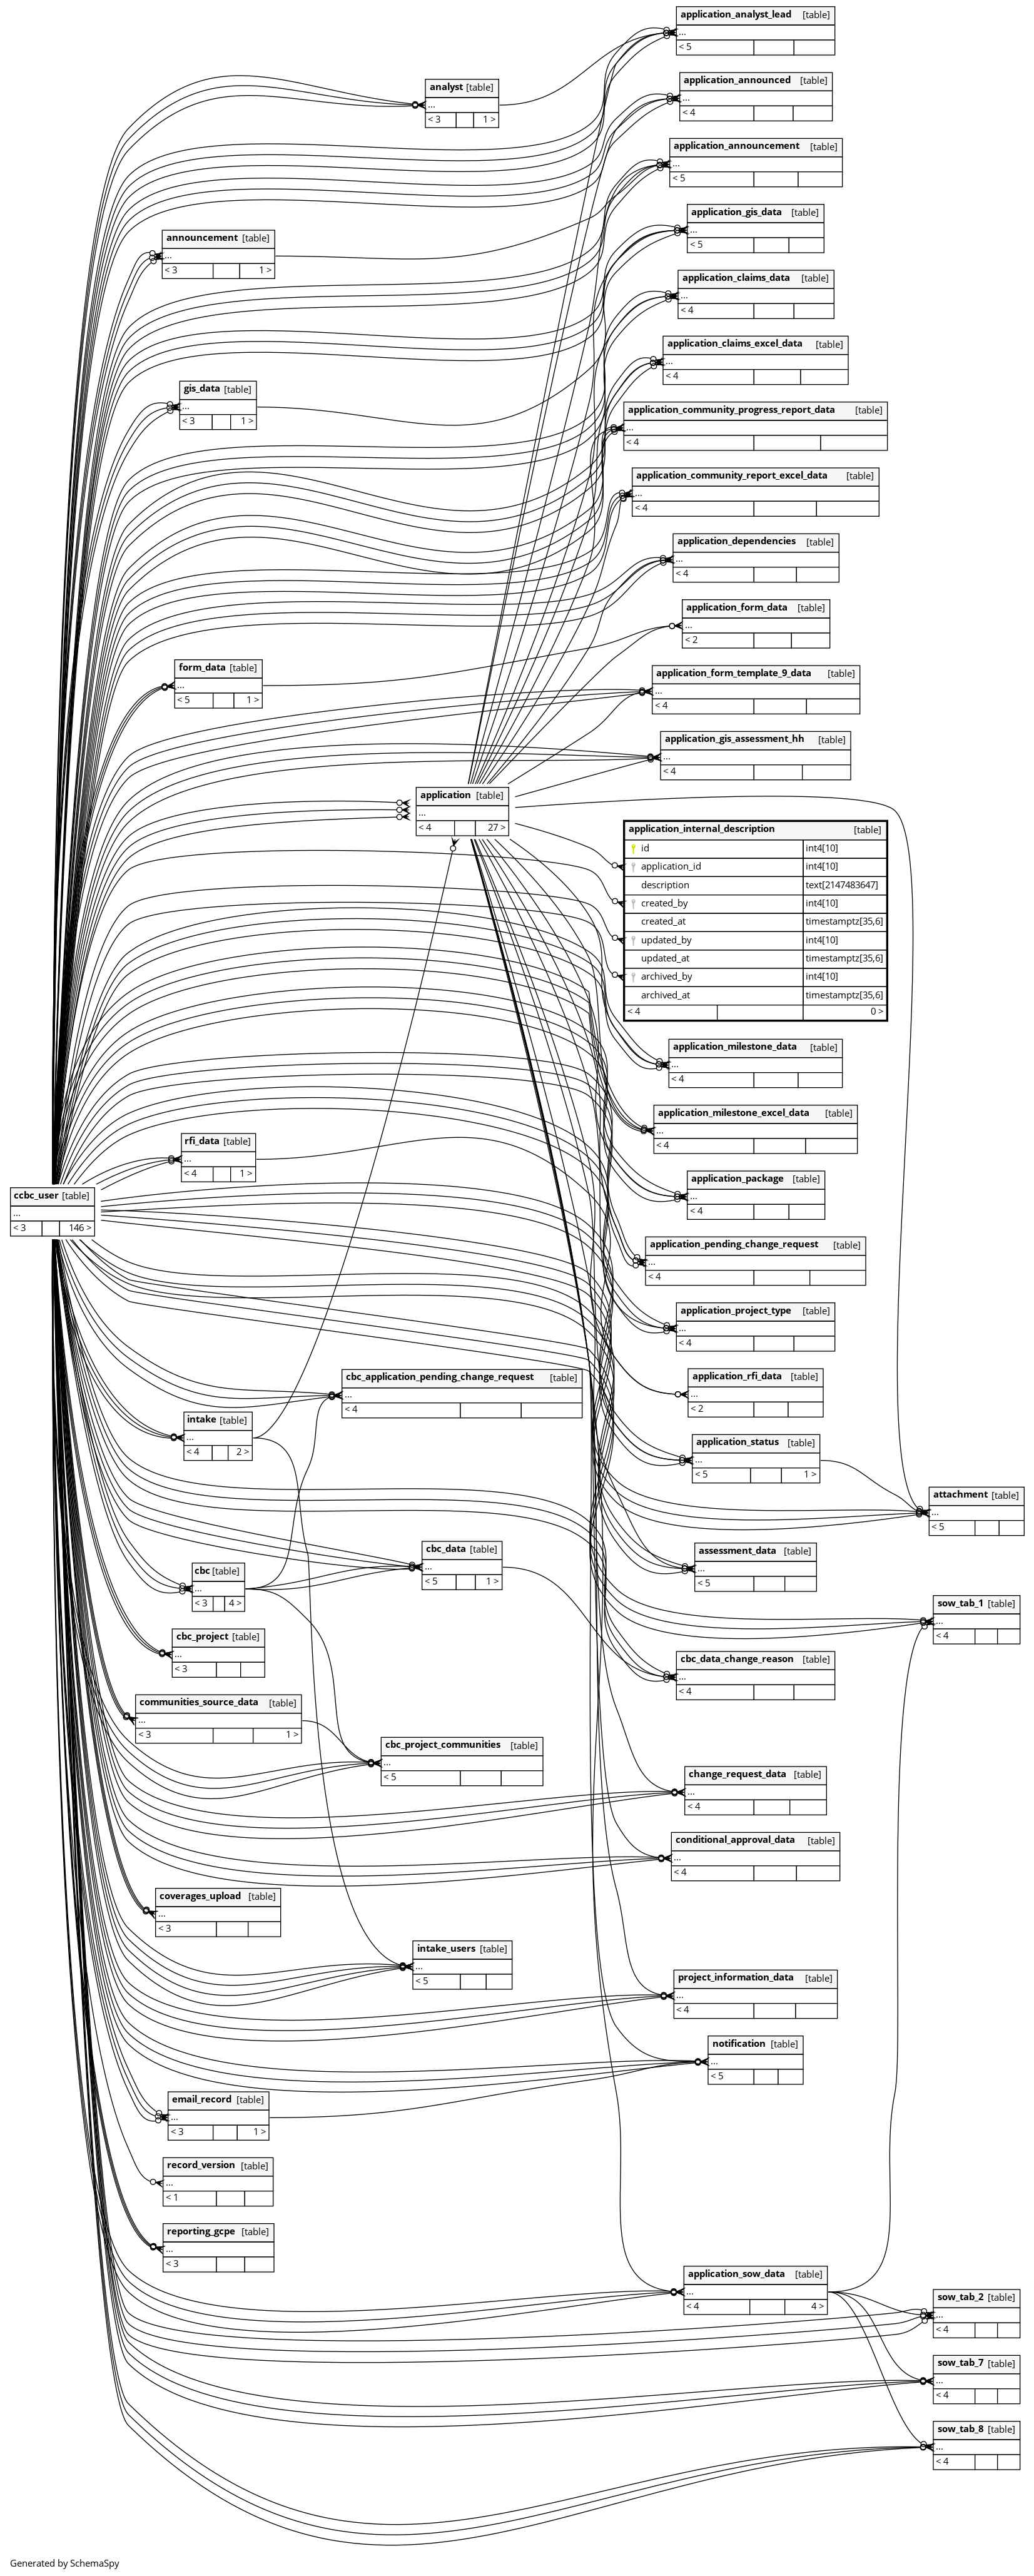 application_analyst_lead [table]
...
< 5
application_announced [table]
...
< 4
analyst [table]
...
< 3 1 >
application_announcement [table]
...
< 5
application_gis_data [table]
...
< 5
announcement [table]
...
< 3 1 >
application_claims_data [table]
...
< 4
application_claims_excel_data [table]
...
< 4
gis_data [table]
...
< 3 1 >
application_community_progress_report_data [table]
...
< 4
application_community_report_excel_data [table]
...
< 4
application_dependencies [table]
...
< 4
application_form_data [table]
...
< 2
form_data [table]
...
< 5 1 >
application_form_template_9_data [table]
...
< 4
application_gis_assessment_hh [table]
...
< 4
application [table]
...
< 4 27 >
application_internal_description [table]
id int4[10]
application_id int4[10]
description text[2147483647]
created_by int4[10]
created_at timestamptz[35,6]
updated_by int4[10]
updated_at timestamptz[35,6]
archived_by int4[10]
archived_at timestamptz[35,6]
< 4 0 >
application_milestone_data [table]
...
< 4
application_milestone_excel_data [table]
...
< 4
rfi_data [table]
...
< 4 1 >
application_package [table]
...
< 4
ccbc_user [table]
...
< 3 146 >
application_pending_change_request [table]
...
< 4
application_project_type [table]
...
< 4
application_rfi_data [table]
...
< 2
cbc_application_pending_change_request [table]
...
< 4
intake [table]
...
< 4 2 >
application_status [table]
...
< 5 1 >
attachment [table]
...
< 5
cbc_data [table]
...
< 5 1 >
assessment_data [table]
...
< 5
cbc [table]
...
< 3 4 >
sow_tab_1 [table]
...
< 4
cbc_project [table]
...
< 3
cbc_data_change_reason [table]
...
< 4
communities_source_data [table]
...
< 3 1 >
cbc_project_communities [table]
...
< 5
change_request_data [table]
...
< 4
conditional_approval_data [table]
...
< 4
coverages_upload [table]
...
< 3
intake_users [table]
...
< 5
project_information_data [table]
...
< 4
notification [table]
...
< 5
email_record [table]
...
< 3 1 >
record_version [table]
...
< 1
reporting_gcpe [table]
...
< 3
application_sow_data [table]
...
< 4 4 >
sow_tab_2 [table]
...
< 4
sow_tab_7 [table]
...
< 4
sow_tab_8 [table]
...
< 4
Generated by SchemaSpy